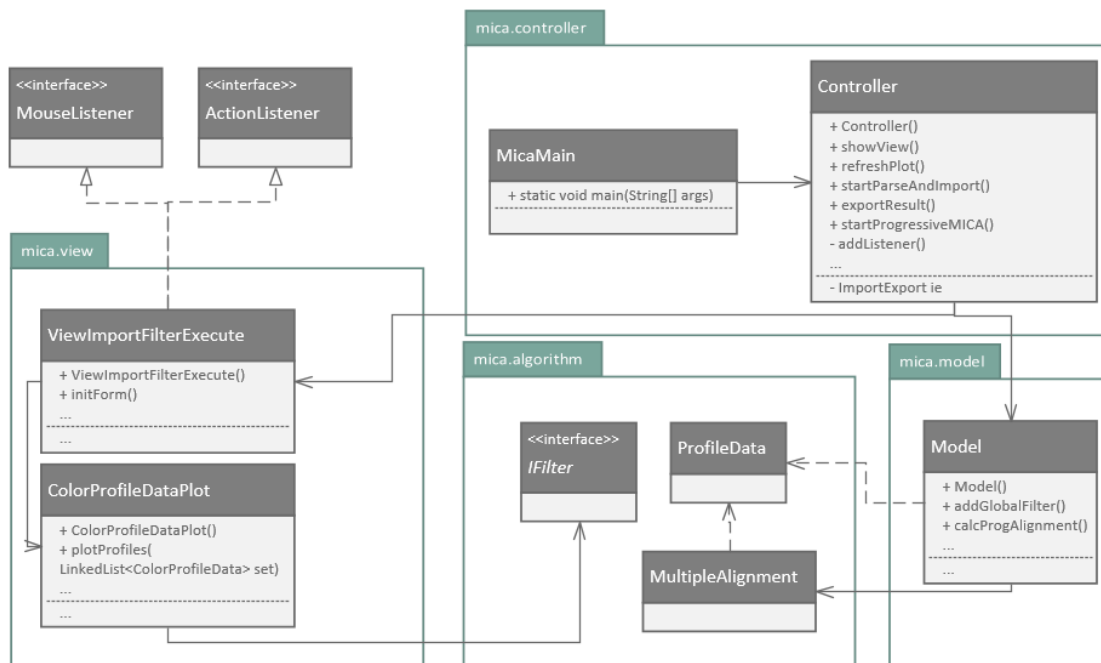 mica.controller
<<interface>>
MouseListener
<<interface>>
ActionListener
MicaMain
+ static void main(String[] args)
Controller
+ Controller()
+ showView()
+ refreshPlot()
+ startParseAndImport()
+ exportResult()
+ startProgressiveMICA()
- addListener()
...
- ImportExport ie
mica.view
ViewImportFilterExecute
+ ViewImportFilterExecute()
+ initForm()
...
...
ColorProfileDataPlot
+ ColorProfileDataPlot()
+ plotProfiles(
LinkedList<ColorProfileData> set)
...
...
mica.algorithm
<<interface>>
IFilter
ProfileData
MultipleAlignment
mica.model
Model
+ Model()
+ addGlobalFilter()
+ calcProgAlignment()
...
...